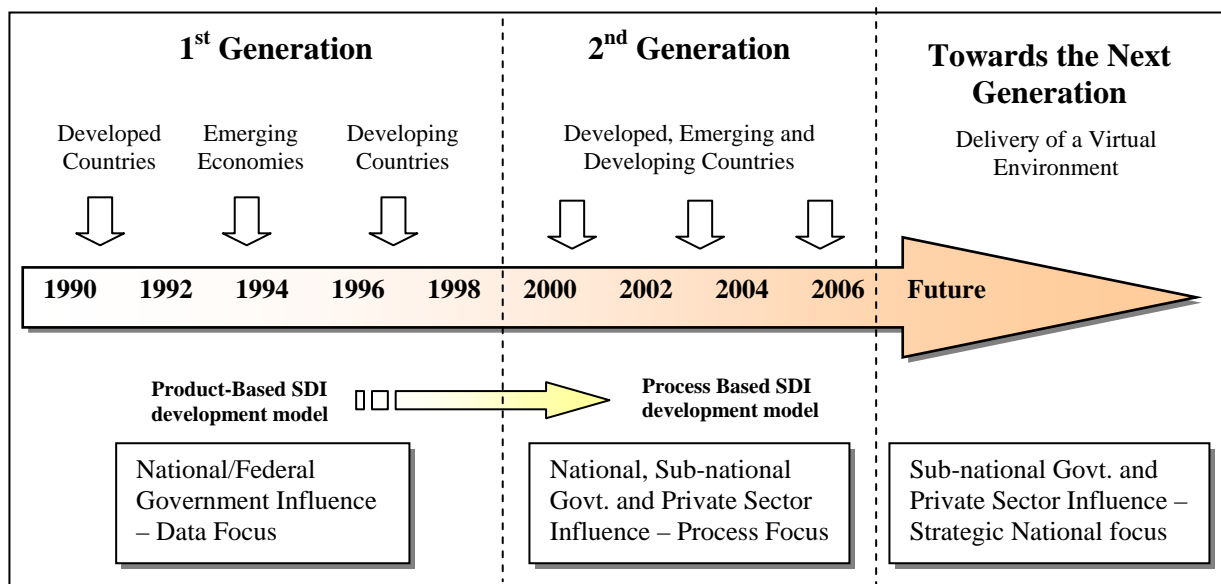 1st Generation
2nd Generation
Towards the Next
Generation
Developed
Countries
Emerging
Economies
Developing
Countries
Developed, Emerging and
Developing Countries
Delivery of a Virtual
Environment
1990 1992 1994 1996 1998 2000 2002 2004 2006 Future
Product-Based SDI
development model
Process Based SDI
development model
National/Federal
Government Influence
– Data Focus
National, Sub-national
Govt. and Private Sector
Influence – Process Focus
Sub-national Govt. and
Private Sector Influence –
Strategic National focus